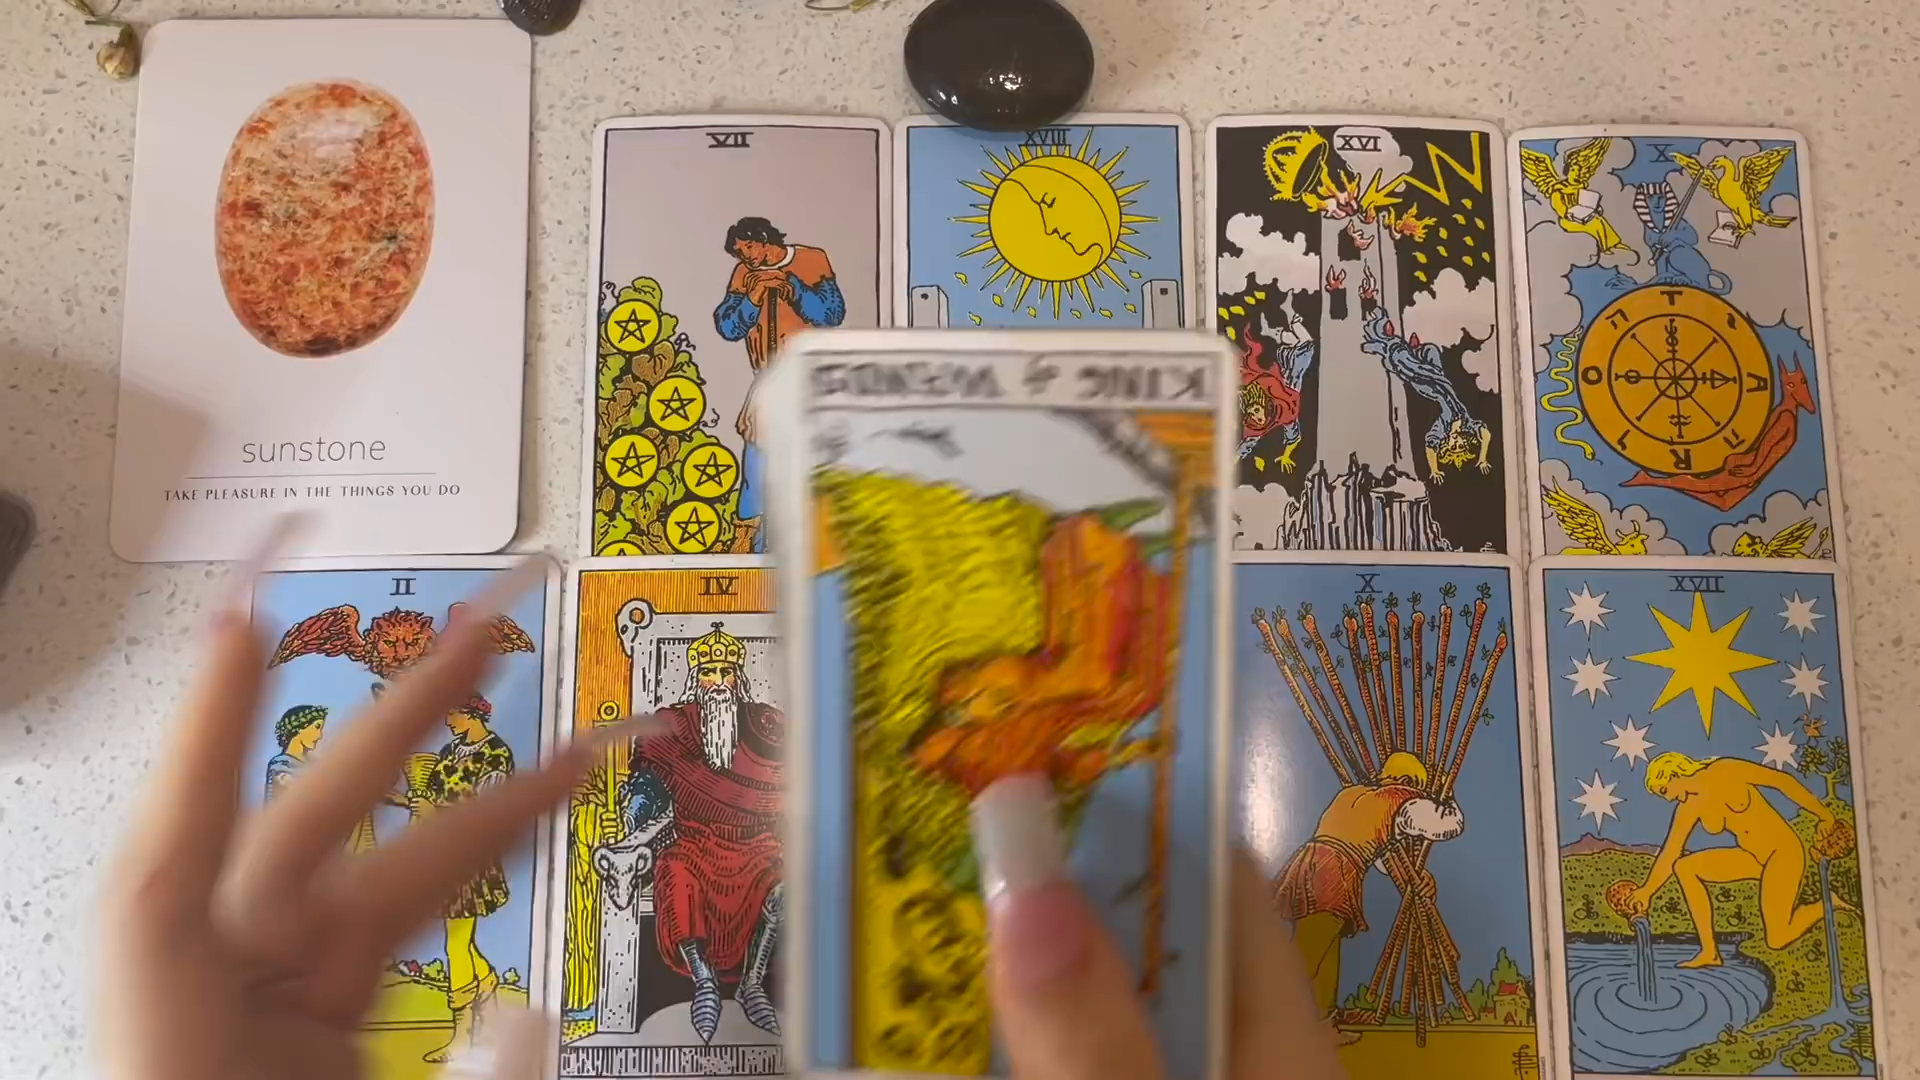 VII
XVIII
XVI
X
T A R
sunstone
TAKE PLEASURE IN THE THINGS YOU DO
KING of WANDS
II
IV
X
XVII